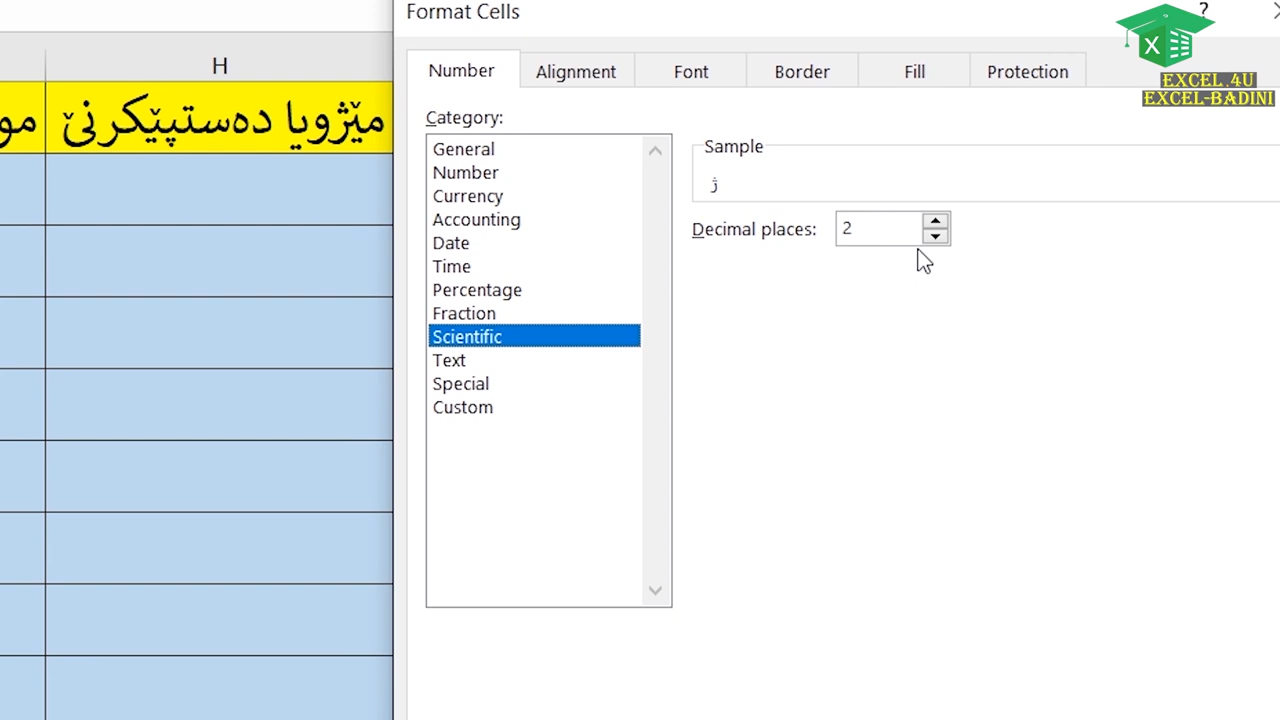 Format Cells
?
EXCEL.4U
EXCEL-BADINI
H
مێژویا دەستپێکرنێ
مو
Number
Alignment
Font
Border
Fill
Protection
Category:
General
Number
Currency
Accounting
Date
Time
Percentage
Fraction
Scientific
Text
Special
Custom
Sample
ژ
Decimal places: 2